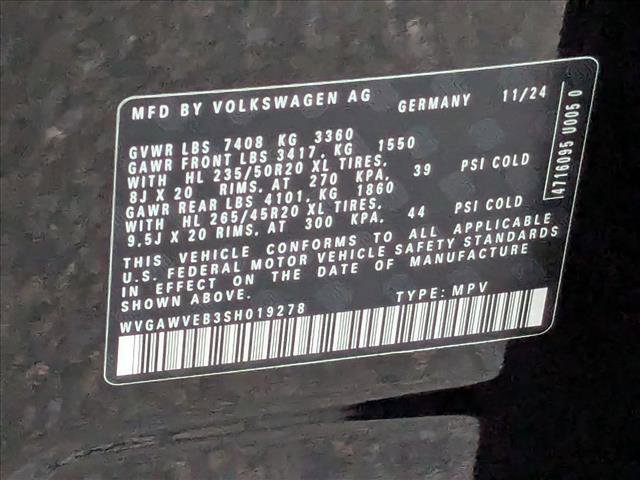 MFD BY VOLKSWAGEN AG GERMANY 11/24
GVWR LBS 7408 KG 3360
GAWR FRONT LBS 3417, KG 1550
WITH HL 235/50R20 XL TIRES,
8J X 20 RIMS, AT 270 KPA, 39 PSI COLD
GAWR REAR LBS 4101, KG 1860
WITH HL 265/45R20 XL TIRES,
9.5J X 20 RIMS, AT 300 KPA, 44 PSI COLD
THIS VEHICLE CONFORMS TO ALL APPLICABLE
U.S. FEDERAL MOTOR VEHICLE SAFETY STANDARDS
IN EFFECT ON THE DATE OF MANUFACTURE
SHOWN ABOVE.
WVGAWVEB3SH019278 TYPE: MPV
4716095 U005 0